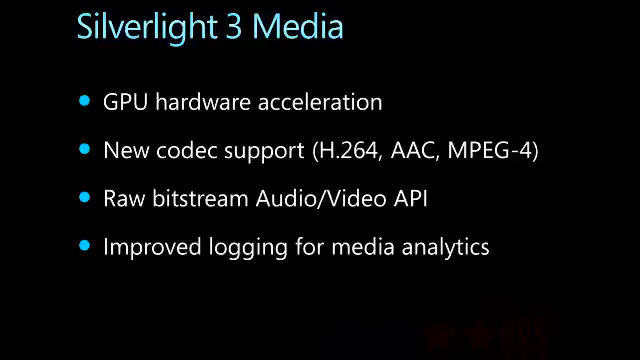 Silverlight 3 Media
• GPU hardware acceleration
• New codec support (H.264, AAC, MPEG-4)
• Raw bitstream Audio/Video API
• Improved logging for media analytics